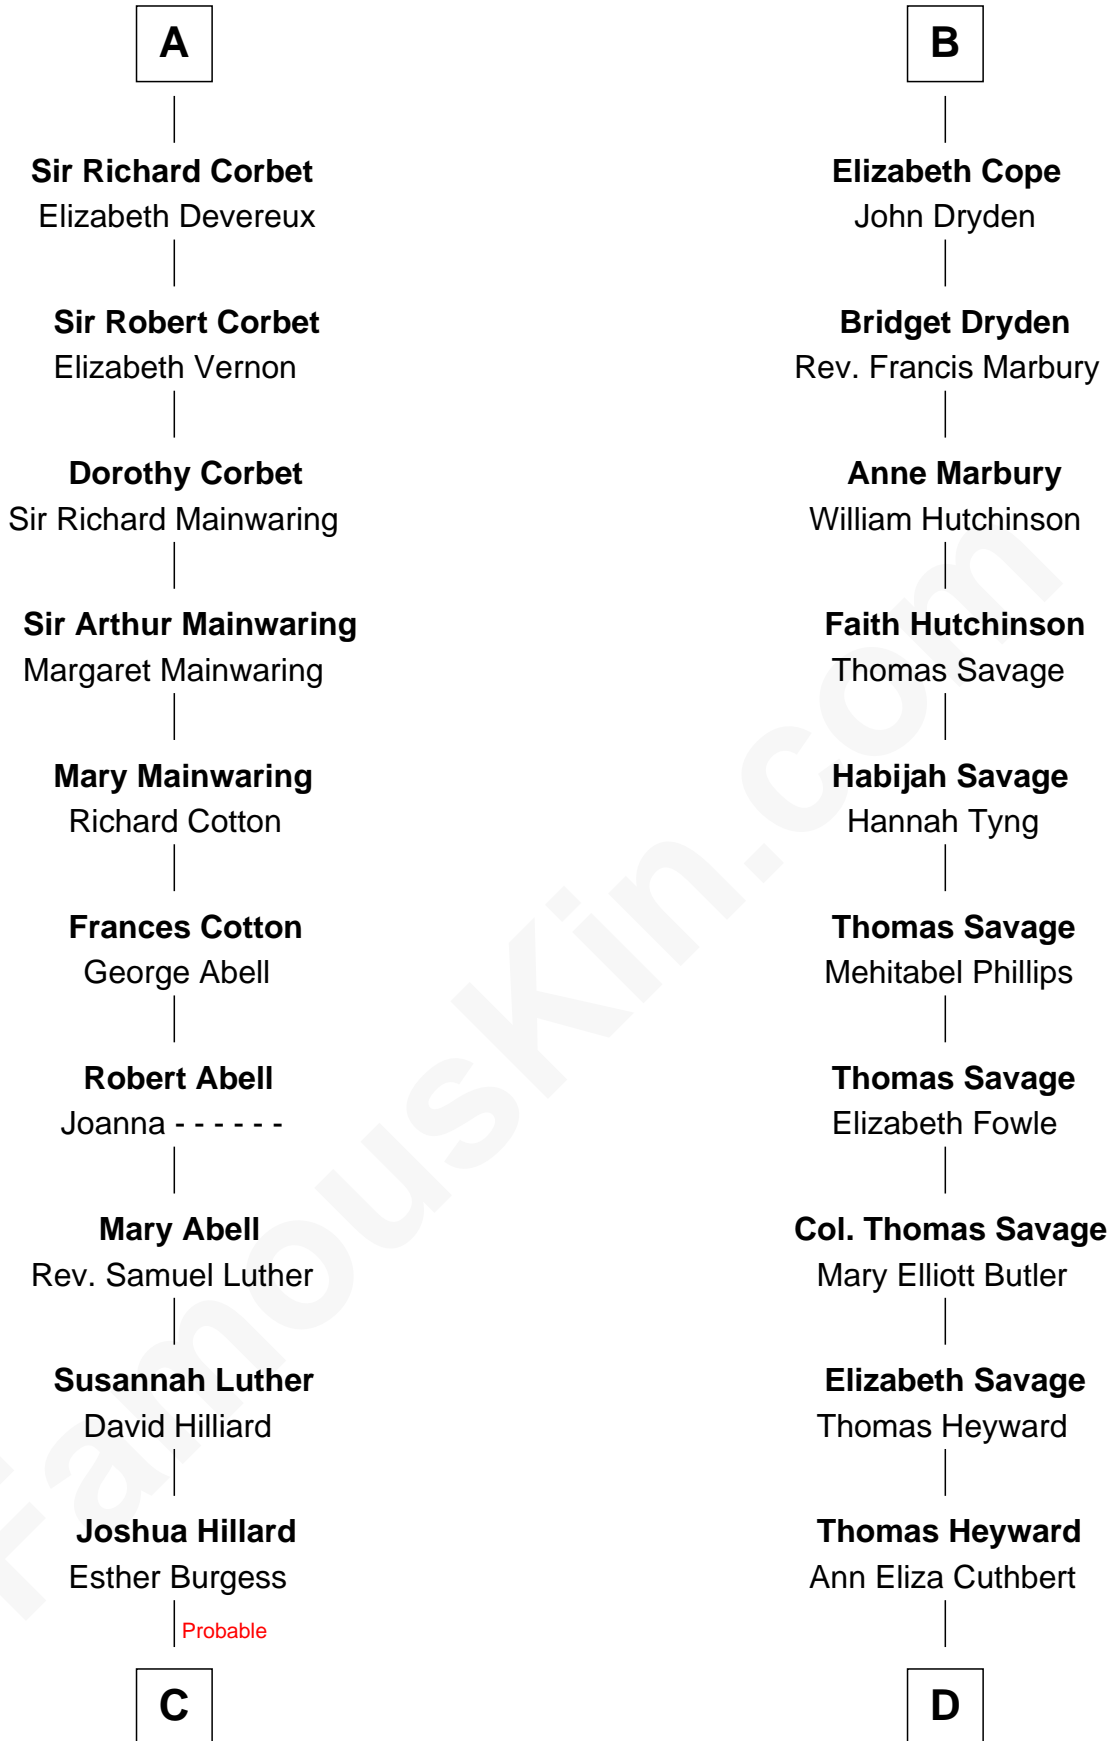 A
Sir Richard Corbet
Elizabeth Devereux
Sir Robert Corbet
Elizabeth Vernon
Dorothy Corbet
Sir Richard Mainwaring
Sir Arthur Mainwaring
Margaret Mainwaring
Mary Mainwaring
Richard Cotton
Frances Cotton
George Abell
Robert Abell
Joanna - - - - - -
Mary Abell
Rev. Samuel Luther
Susannah Luther
David Hilliard
Joshua Hillard
Esther Burgess
Probable
C
B
Elizabeth Cope
John Dryden
Bridget Dryden
Rev. Francis Marbury
Anne Marbury
William Hutchinson
Faith Hutchinson
Thomas Savage
Habijah Savage
Hannah Tyng
Thomas Savage
Mehitabel Phillips
Thomas Savage
Elizabeth Fowle
Col. Thomas Savage
Mary Elliott Butler
Elizabeth Savage
Thomas Heyward
Thomas Heyward
Ann Eliza Cuthbert
D
FamousKin.com